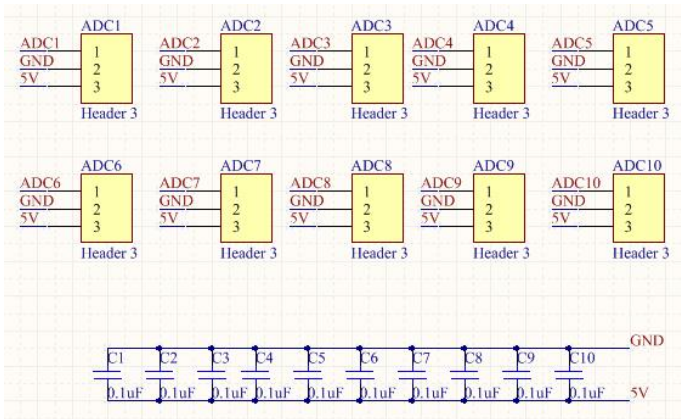 ADC1 ADC2 ADC3 ADC4 ADC5
ADC1 1 ADC2 1 ADC3 1 ADC4 1 ADC5 1
GND 2 GND 2 GND 2 GND 2 GND 2
5V 3 5V 3 5V 3 5V 3 5V 3
Header 3 Header 3 Header 3 Header 3 Header 3
ADC6 ADC7 ADC8 ADC9 ADC10
ADC6 1 ADC7 1 ADC8 1 ADC9 1 ADC10 1
GND 2 GND 2 GND 2 GND 2 GND 2
5V 3 5V 3 5V 3 5V 3 5V 3
Header 3 Header 3 Header 3 Header 3 Header 3
GND
C1 C2 C3 C4 C5 C6 C7 C8 C9 C10
0.1uF 0.1uF 0.1uF 0.1uF 0.1uF 0.1uF 0.1uF 0.1uF 0.1uF 0.1uF 5V